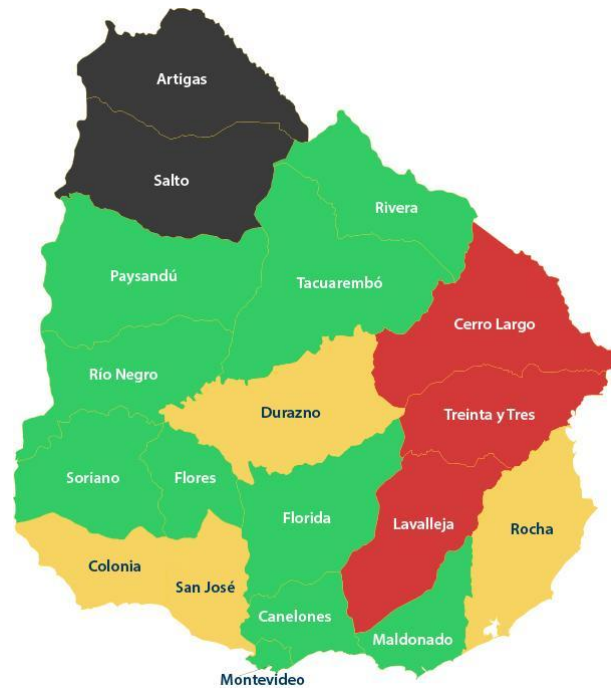 Artigas
Salto
Rivera
Paysandú
Tacuarembó
Cerro Largo
Río Negro
Durazno
Treinta y Tres
Soriano
Flores
Florida
Lavalleja
Rocha
Colonia
San José
Canelones
Maldonado
Montevideo